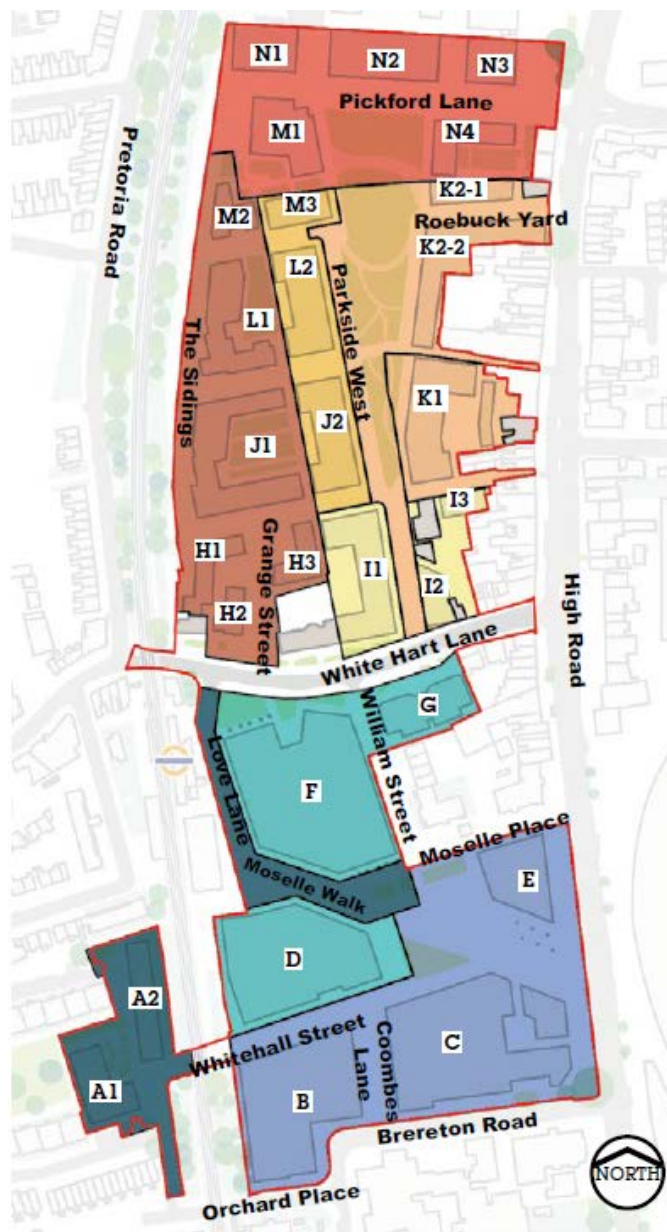 N1
N2
N3
Pickford Lane
M1
N4
Pretoria Road
M2
M3
K2-1
Roebuck Yard
K2-2
L2
L1
Parkside West
The Sidings
K1
J2
J1
I3
Grange Street
H1
H3
I1
I2
H2
High Road
White Hart Lane
G
William Street
Love Lane
F
Moselle Place
Moselle Walk
E
D
A2
Whitehall Street
Coombes
Lane
C
A1
B
Brereton Road
Orchard Place
NORTH